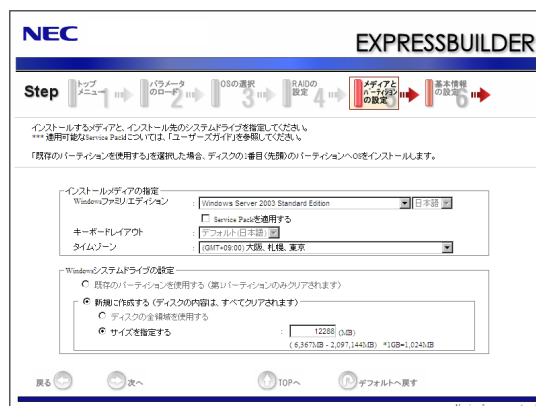 NEC
EXPRESSBUILDER
Step
トップメニュー 1
パラメータのロード 2
OSの選択 3
RAIDの設定 4
メディアとパーティションの設定 5
基本情報の設定 6
インストールするメディアと、インストール先のシステムドライブを指定してください。
*** 適用可能なService Packについては、「ユーザーズガイド」を参照してください。
「既存のパーティションを使用する」を選択した場合、ディスクの1番目(先頭)のパーティションへOSをインストールします。
インストールメディアの指定
Windowsファミリ/エディション : Windows Server 2003 Standard Edition 日本語
Service Packを適用する
キーボードレイアウト : デフォルト(日本語)
タイムゾーン : (GMT+09:00) 大阪、札幌、東京
Windowsシステムドライブの設定
既存のパーティションを使用する (第1パーティションのみクリアされます)
新規に作成する (ディスクの内容は、すべてクリアされます)
ディスクの全領域を使用する
サイズを指定する : 12288 (MB)
( 6,367MB - 2,097,144MB) *1GB=1,024MB
戻る
次へ
TOPへ
デフォルトへ戻す